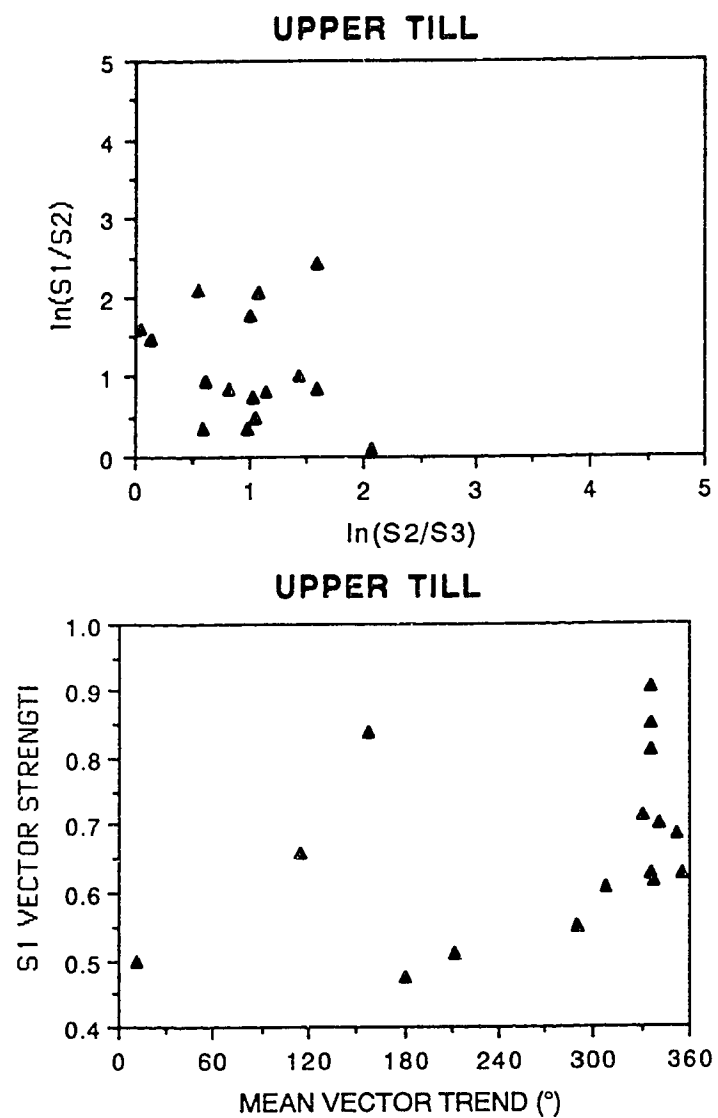 UPPER TILL
5
4
3
2
1
0
ln(S1/S2)
0 1 2 3 4 5
ln(S2/S3)
UPPER TILL
1.0
0.9
0.8
0.7
0.6
0.5
0.4
S1 VECTOR STRENGTI
0 60 120 180 240 300 360
MEAN VECTOR TREND (°)